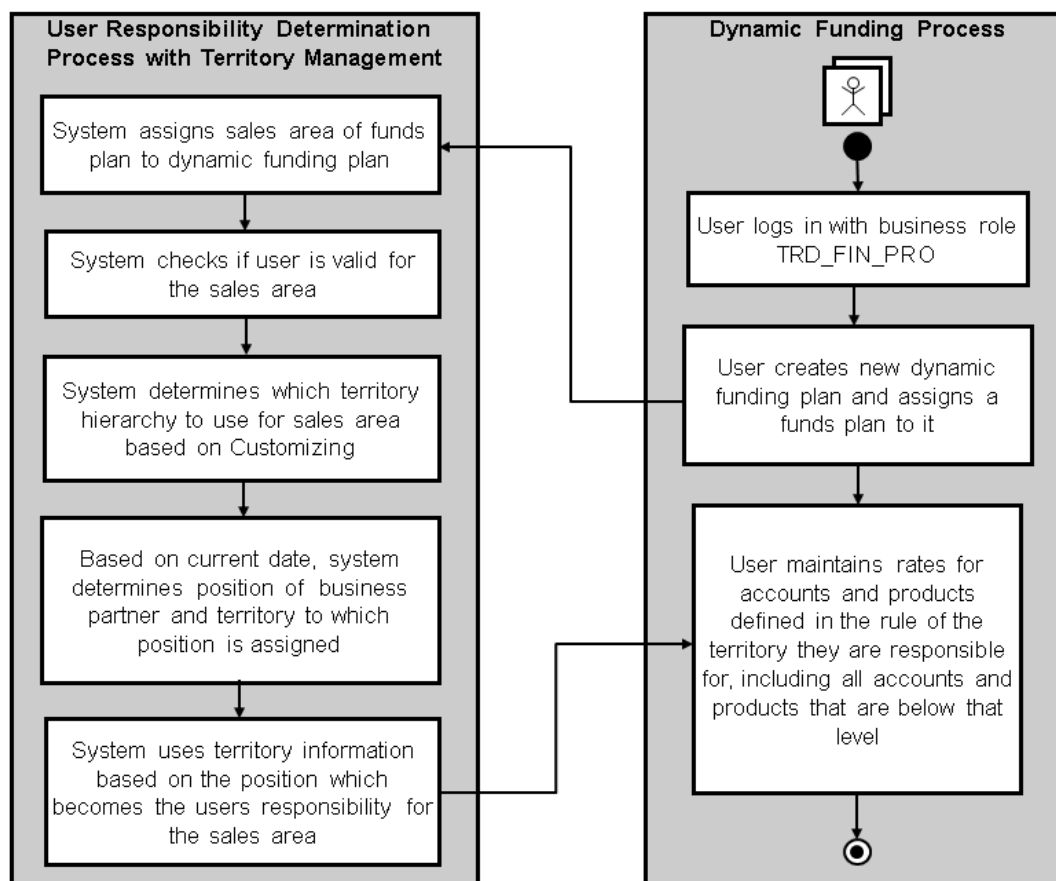 User Responsibility Determination
Process with Territory Management
System assigns sales area of funds
plan to dynamic funding plan
System checks if user is valid for
the sales area
System determines which territory
hierarchy to use for sales area
based on Customizing
Based on current date, system
determines position of business
partner and territory to which
position is assigned
System uses territory information
based on the position which
becomes the users responsibility for
the sales area
Dynamic Funding Process
User logs in with business role
TRD_FIN_PRO
User creates new dynamic
funding plan and assigns a
funds plan to it
User maintains rates for
accounts and products
defined in the rule of the
territory they are responsible
for, including all accounts and
products that are below that
level